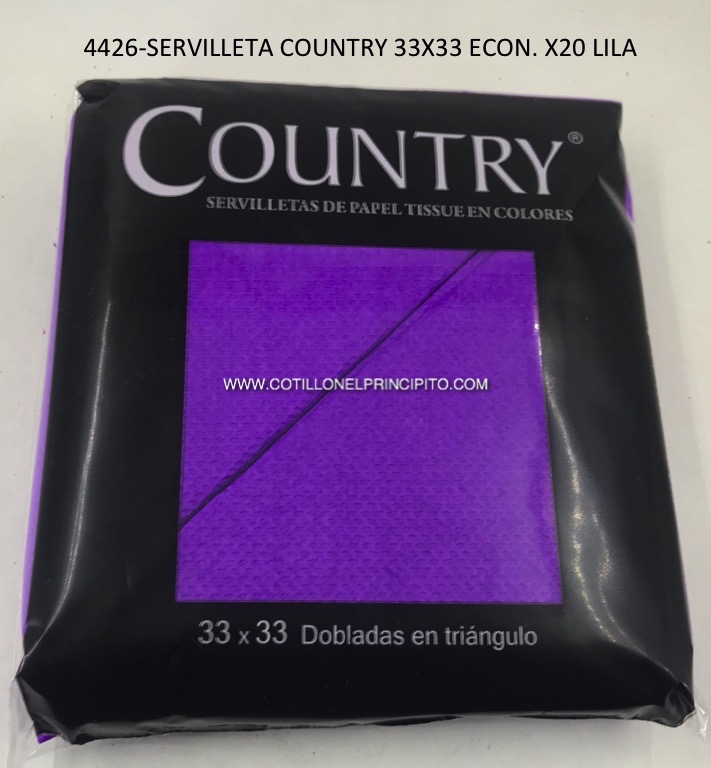 4426-SERVILLETA COUNTRY 33X33 ECON. X20 LILA
COUNTRY®
SERVILLETAS DE PAPEL TISSUE EN COLORES
WWW.COTILLONELPRINCIPITO.COM
33 x 33 Dobladas en triángulo